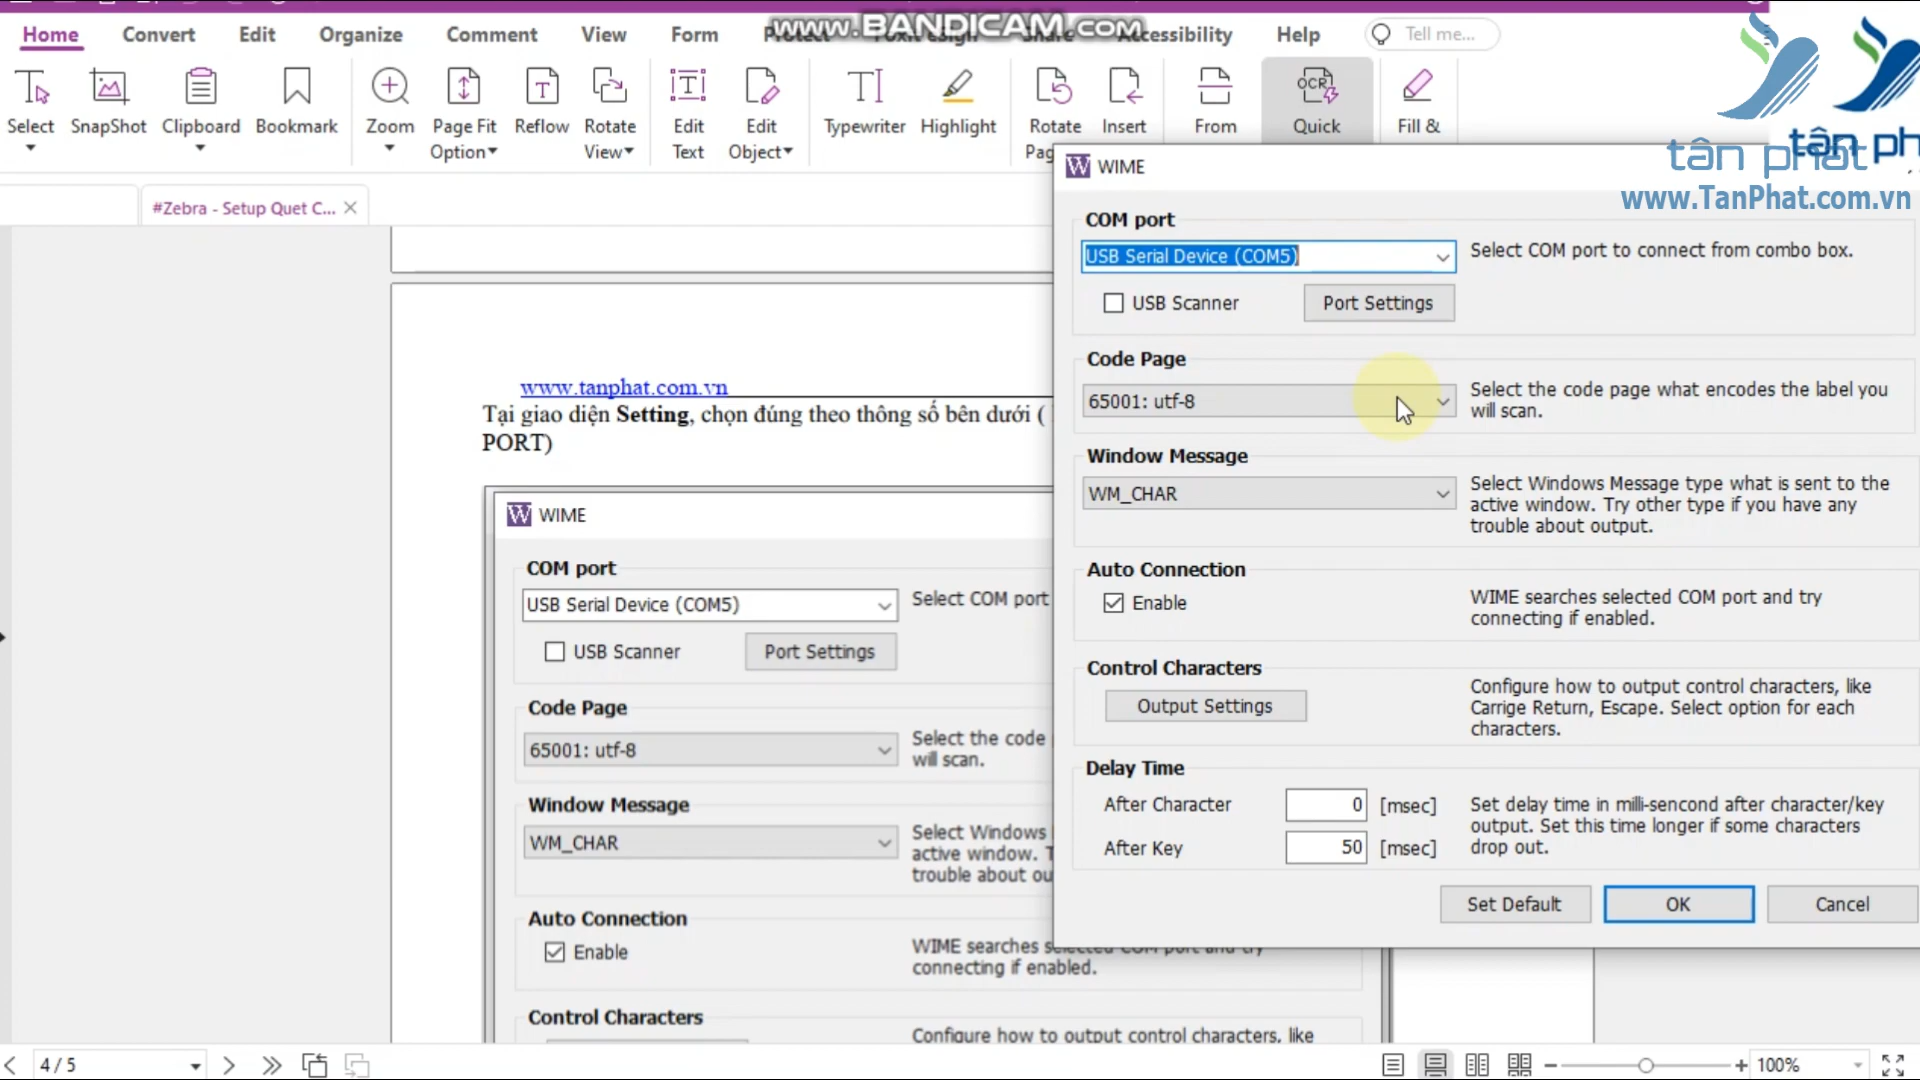 www.BANDICAM.com
Home Convert Edit Organize Comment View Form Protect Foxit eSign Share Accessibility Help Tell me...
Select SnapShot Clipboard Bookmark Zoom Page Fit Option Reflow Rotate View Edit Text Edit Object Typewriter Highlight Rotate Insert From OCR Quick Fill &
tân phát
www.TanPhat.com.vn
#Zebra - Setup Quet C...
www.tanphat.com.vn
Tại giao diện Setting, chọn đúng theo thông số bên dưới (
PORT)
WIME
COM port
USB Serial Device (COM5)
Select COM port
USB Scanner
Port Settings
Code Page
65001: utf-8
Select the code
will scan.
Window Message
WM_CHAR
Select Windows
active window. T
trouble about ou
Auto Connection
Enable
WIME searches selected COM port and try
connecting if enabled.
Control Characters
Configure how to output control characters, like
WIME
COM port
USB Serial Device (COM5)
Select COM port to connect from combo box.
USB Scanner
Port Settings
Code Page
65001: utf-8
Select the code page what encodes the label you
will scan.
Window Message
WM_CHAR
Select Windows Message type what is sent to the
active window. Try other type if you have any
trouble about output.
Auto Connection
Enable
WIME searches selected COM port and try
connecting if enabled.
Control Characters
Output Settings
Configure how to output control characters, like
Carrige Return, Escape. Select option for each
characters.
Delay Time
After Character 0 [msec]
After Key 50 [msec]
Set delay time in milli-sencond after character/key
output. Set this time longer if some characters
drop out.
Set Default OK Cancel
4 / 5
100%